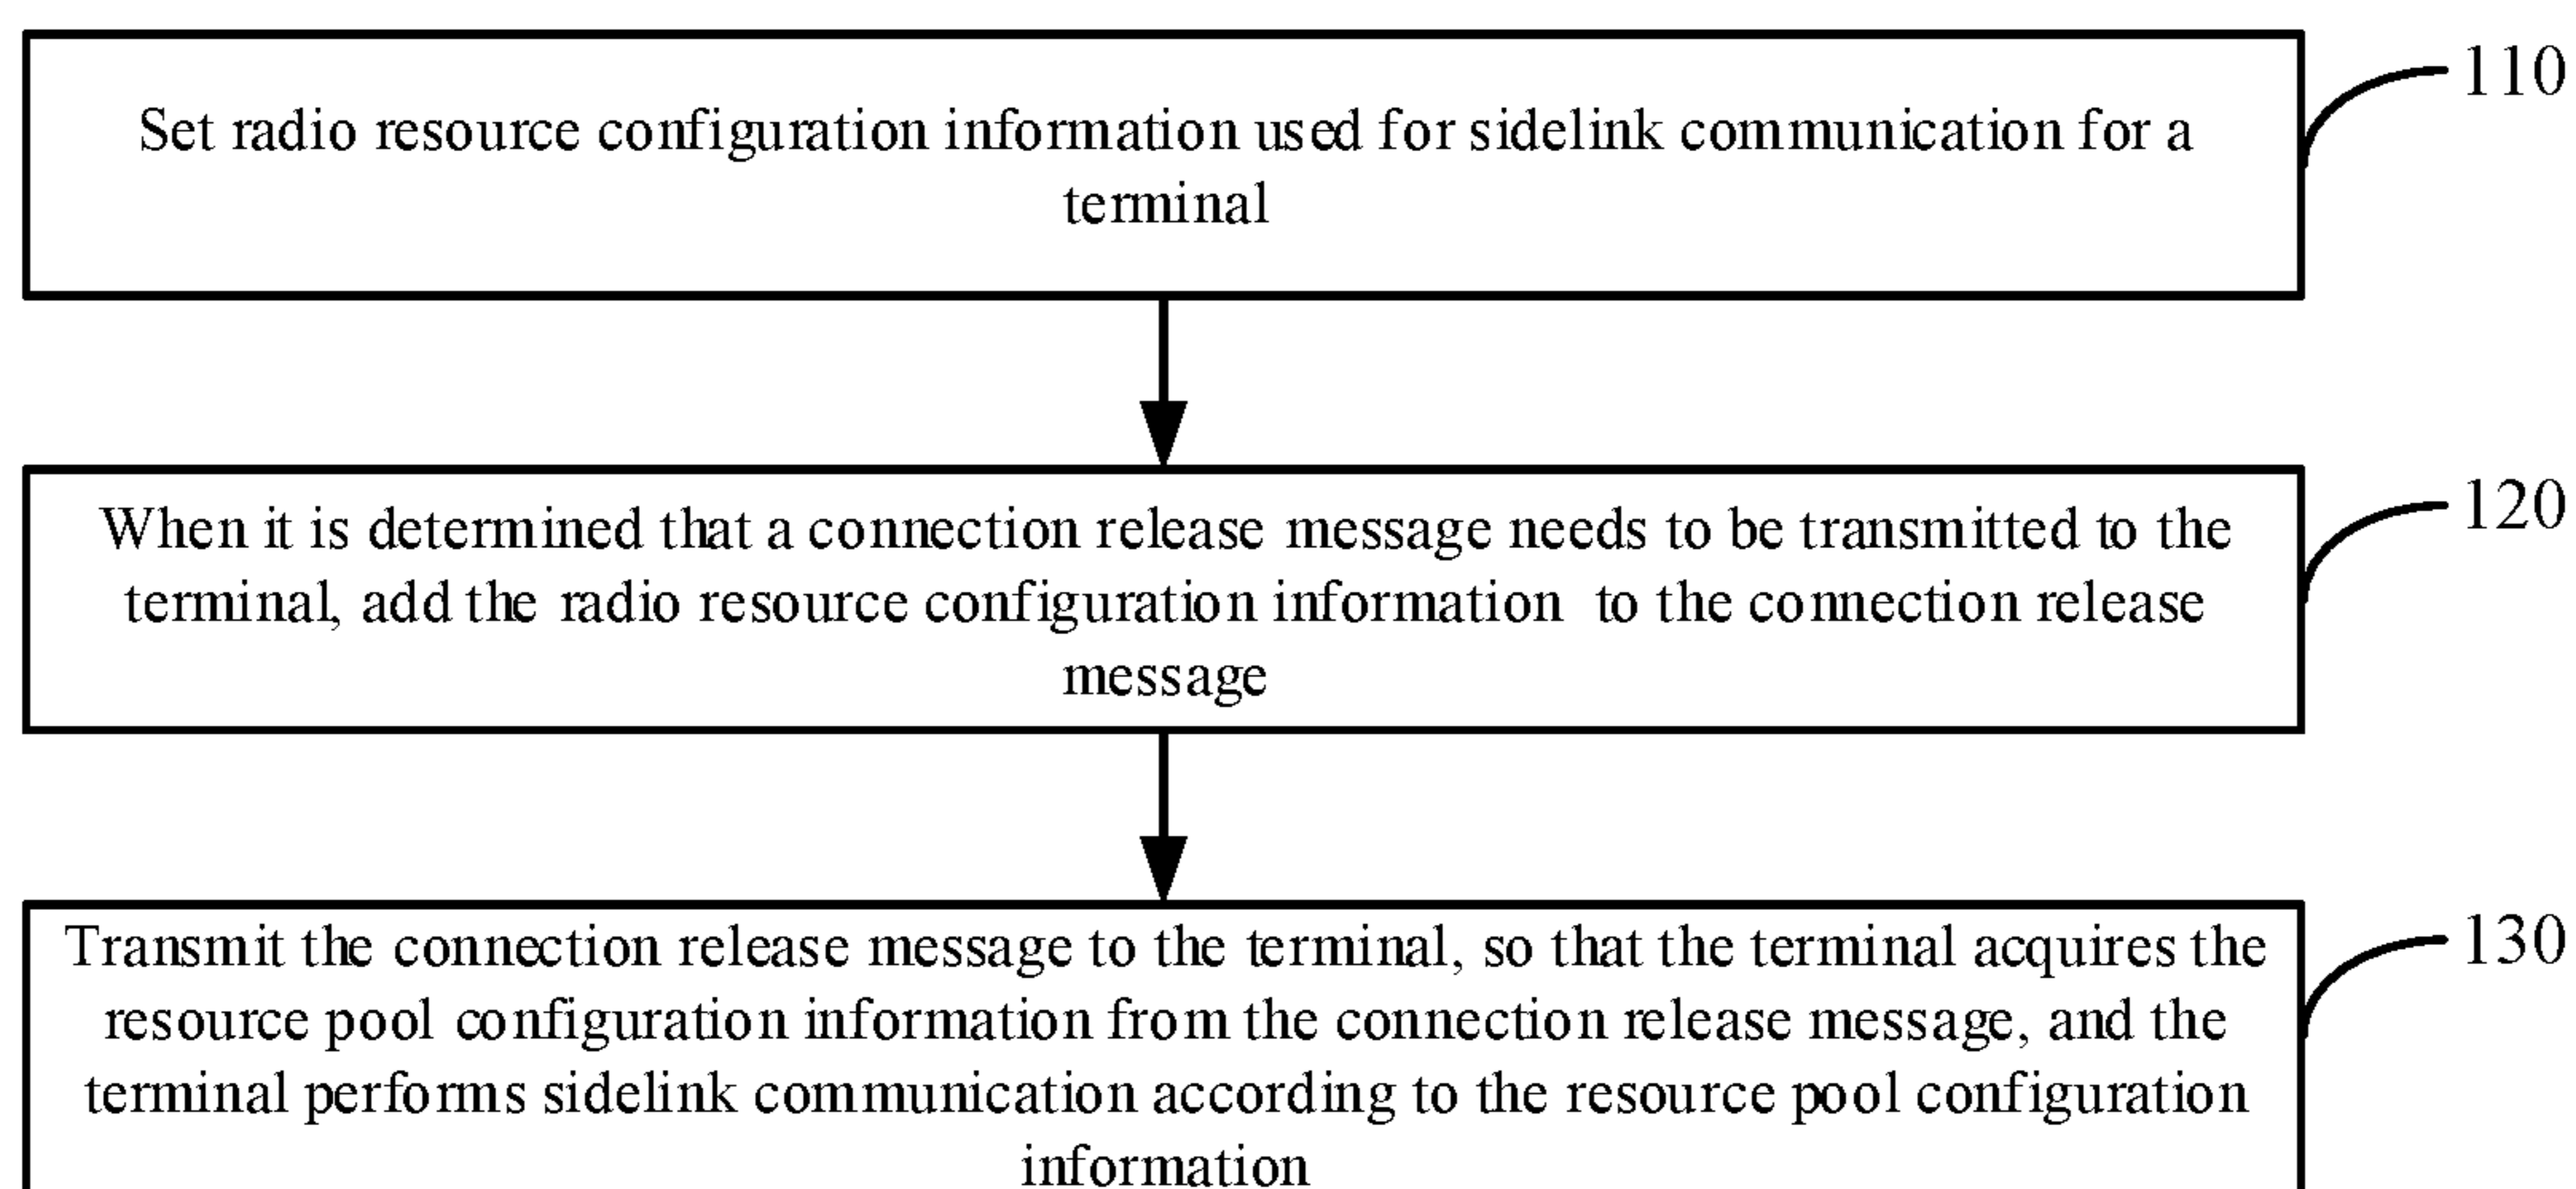 Set radio resource configuration information used for sidelink communication for a
terminal
110
When it is determined that a connection release message needs to be transmitted to the
terminal, add the radio resource configuration information to the connection release
message
120
Transmit the connection release message to the terminal, so that the terminal acquires the
resource pool configuration information from the connection release message, and the
terminal performs sidelink communication according to the resource pool configuration
information
130